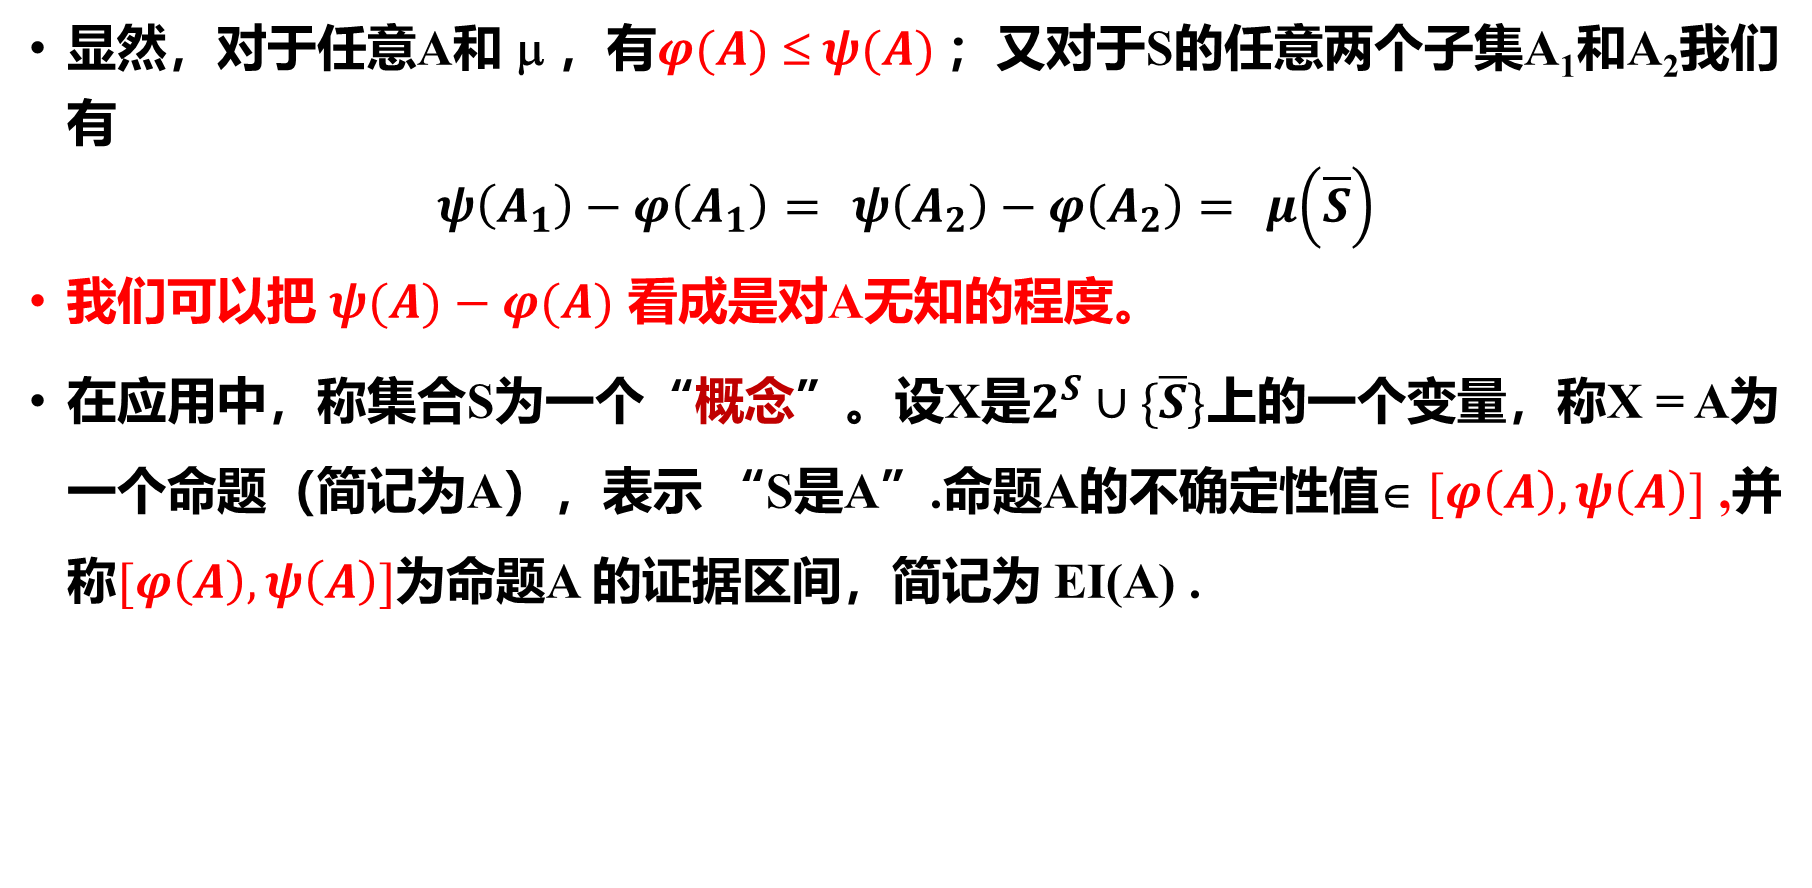 • 显然，对于任意A和 μ ，有φ(A) ≤ ψ(A) ；又对于S的任意两个子集A₁和A₂我们
有
ψ(A₁) − φ(A₁) = ψ(A₂) − φ(A₂) = μ(S̅)
• 我们可以把 ψ(A) − φ(A) 看成是对A无知的程度。
• 在应用中，称集合S为一个“概念”。设X是2ˢ ∪ {S̅}上的一个变量，称X = A为
一个命题（简记为A），表示 “S是A”.命题A的不确定性值∈ [φ(A), ψ(A)] ,并
称[φ(A), ψ(A)]为命题A 的证据区间，简记为 EI(A) .